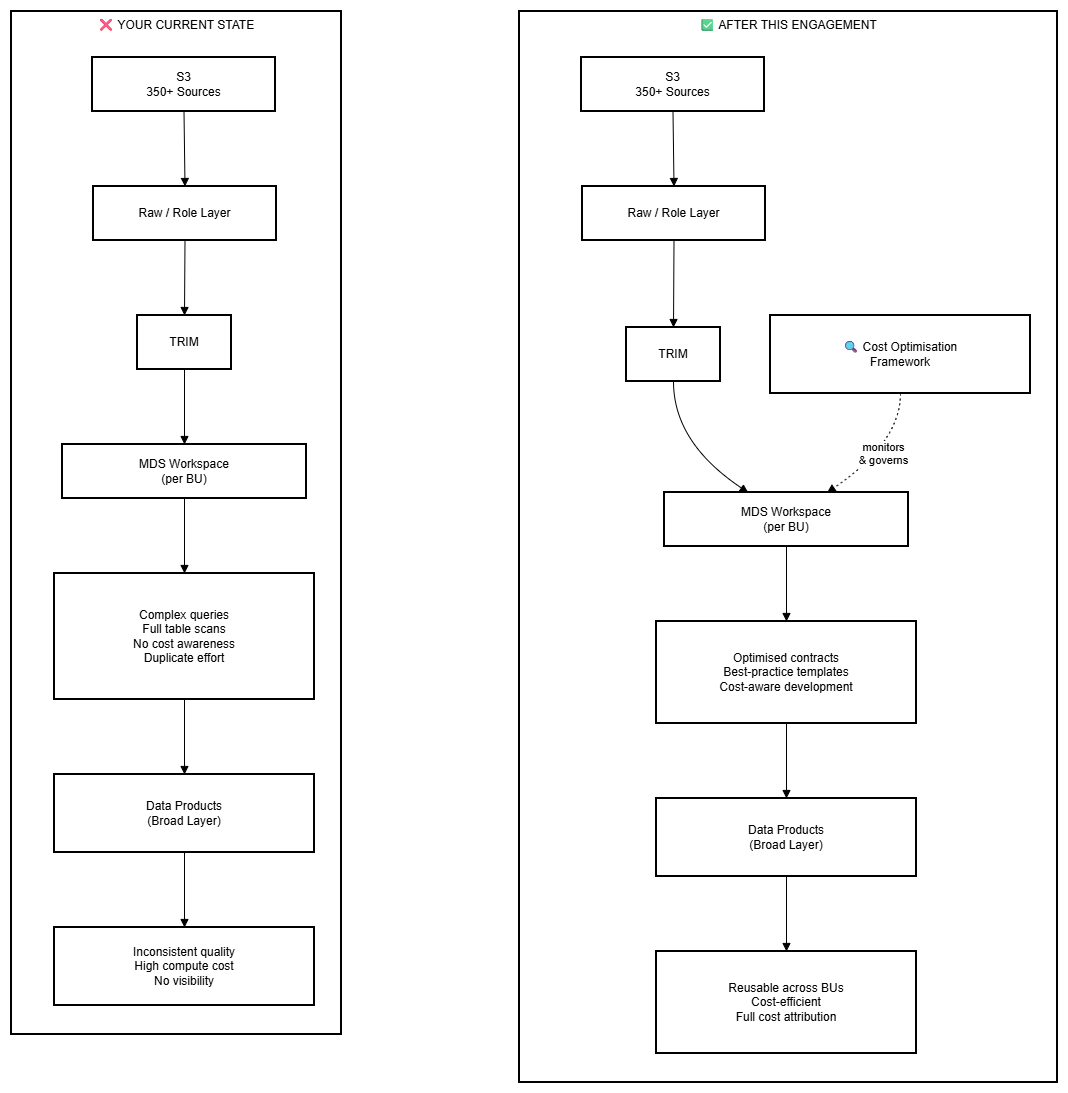 ❌ YOUR CURRENT STATE
S3
350+ Sources
Raw / Role Layer
TRIM
MDS Workspace
(per BU)
Complex queries
Full table scans
No cost awareness
Duplicate effort
Data Products
(Broad Layer)
Inconsistent quality
High compute cost
No visibility
✅ AFTER THIS ENGAGEMENT
S3
350+ Sources
Raw / Role Layer
TRIM
🔍 Cost Optimisation
Framework
monitors
& governs
MDS Workspace
(per BU)
Optimised contracts
Best-practice templates
Cost-aware development
Data Products
(Broad Layer)
Reusable across BUs
Cost-efficient
Full cost attribution